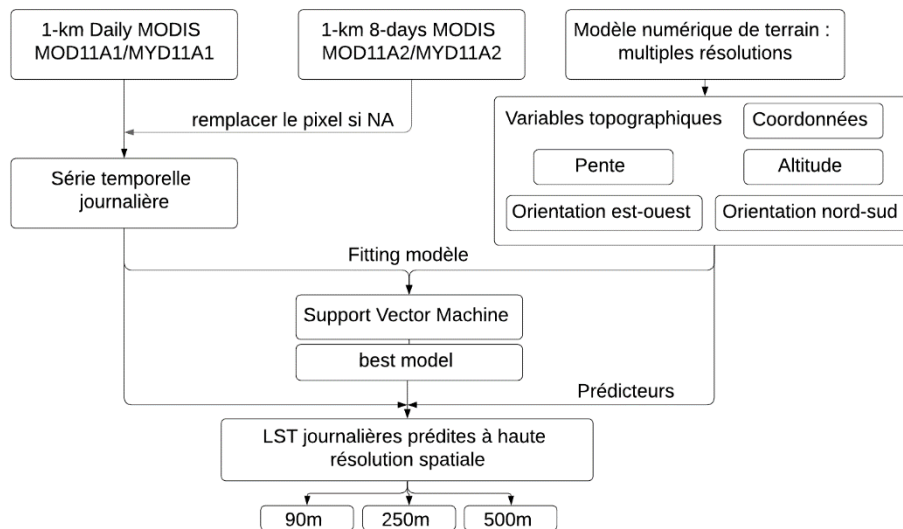 1-km Daily MODIS
MOD11A1/MYD11A1
1-km 8-days MODIS
MOD11A2/MYD11A2
Modèle numérique de terrain :
multiples résolutions
remplacer le pixel si NA
Variables topographiques
Coordonnées
Pente
Altitude
Orientation est-ouest
Orientation nord-sud
Série temporelle
journalière
Fitting modèle
Support Vector Machine
best model
Prédicteurs
LST journalières prédites à haute
résolution spatiale
90m
250m
500m